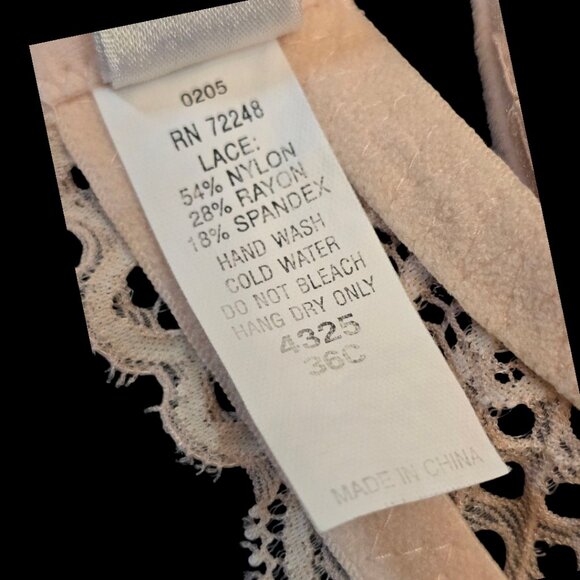 0205
RN 72248
LACE:
54% NYLON
28% RAYON
18% SPANDEX
HAND WASH
COLD WATER
DO NOT BLEACH
HANG DRY ONLY
4325
36C
MADE IN CHINA